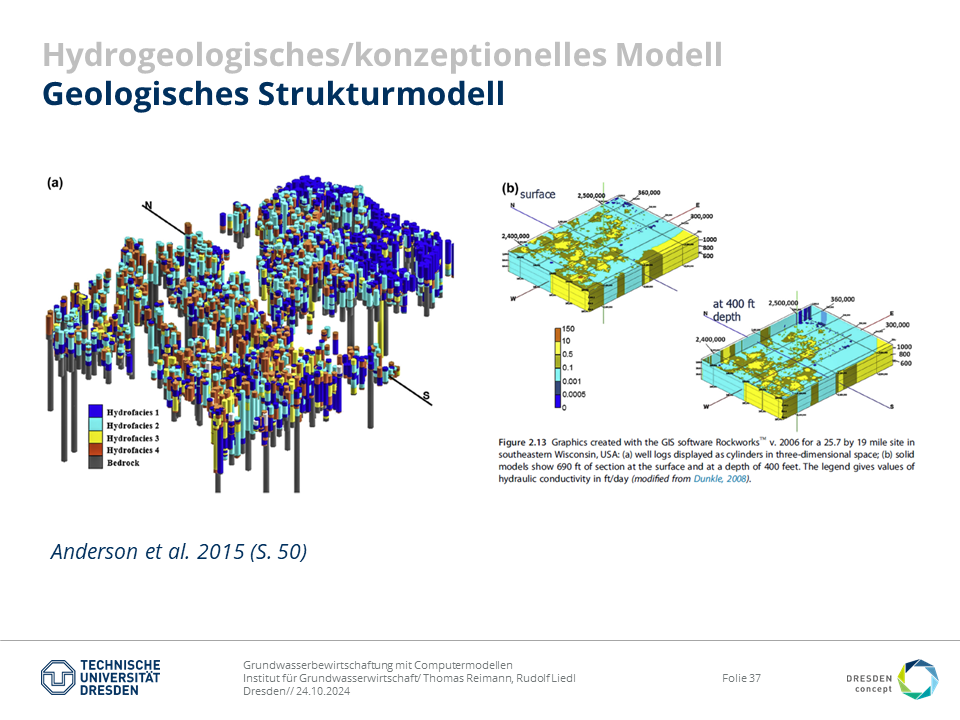 Hydrogeologisches/konzeptionelles Modell
Geologisches Strukturmodell
(a)
N
S
Hydrofacies 1
Hydrofacies 2
Hydrofacies 3
Hydrofacies 4
Bedrock
(b)
surface
2,500,000
360,000
N
E
300,000
2,400,000
1000
800
600
W
at 400 ft
depth
2,500,000
360,000
N
E
300,000
2,400,000
1000
800
600
W
S
150
10
0.5
0.1
0.001
0.0005
0
Figure 2.13 Graphics created with the GIS software Rockworks™ v. 2006 for a 25.7 by 19 mile site in
southeastern Wisconsin, USA: (a) well logs displayed as cylinders in three-dimensional space; (b) solid
models show 690 ft of section at the surface and at a depth of 400 feet. The legend gives values of
hydraulic conductivity in ft/day (modified from Dunkle, 2008).
Anderson et al. 2015 (S. 50)
TECHNISCHE
UNIVERSITÄT
DRESDEN
Grundwasserbewirtschaftung mit Computermodellen
Institut für Grundwasserwirtschaft/ Thomas Reimann, Rudolf Liedl
Dresden// 24.10.2024
Folie 37
DRESDEN
concept